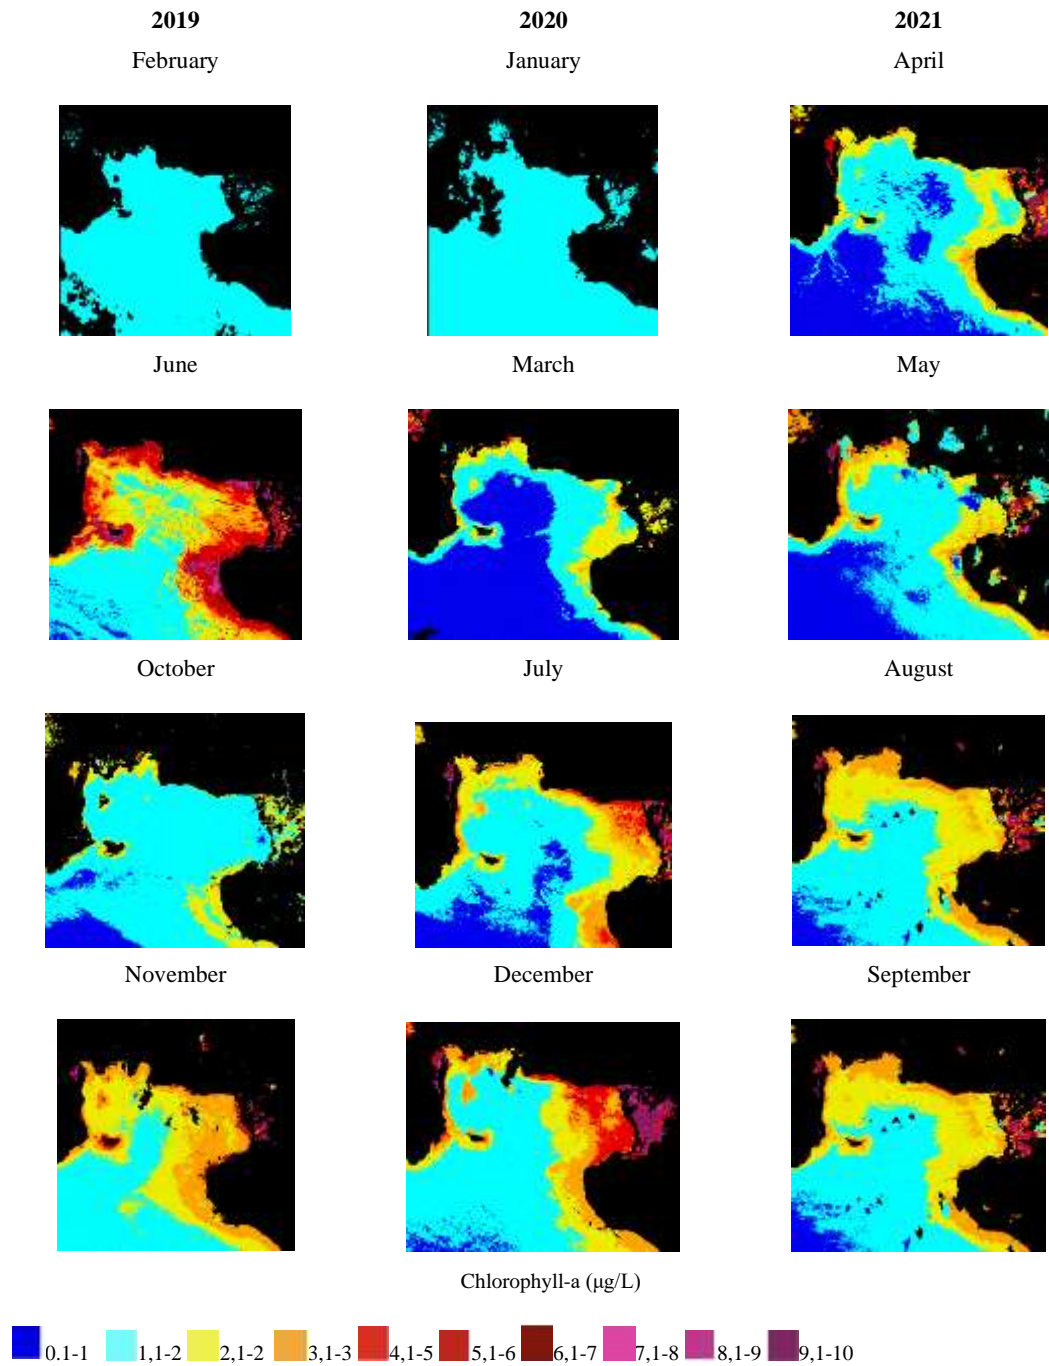 2019 2020 2021
February January April
June March May
October July August
November December September
Chlorophyll-a (µg/L)
0.1-1 1,1-2 2,1-2 3,1-3 4,1-5 5,1-6 6,1-7 7,1-8 8,1-9 9,1-10